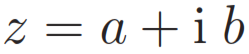 z = a + i b